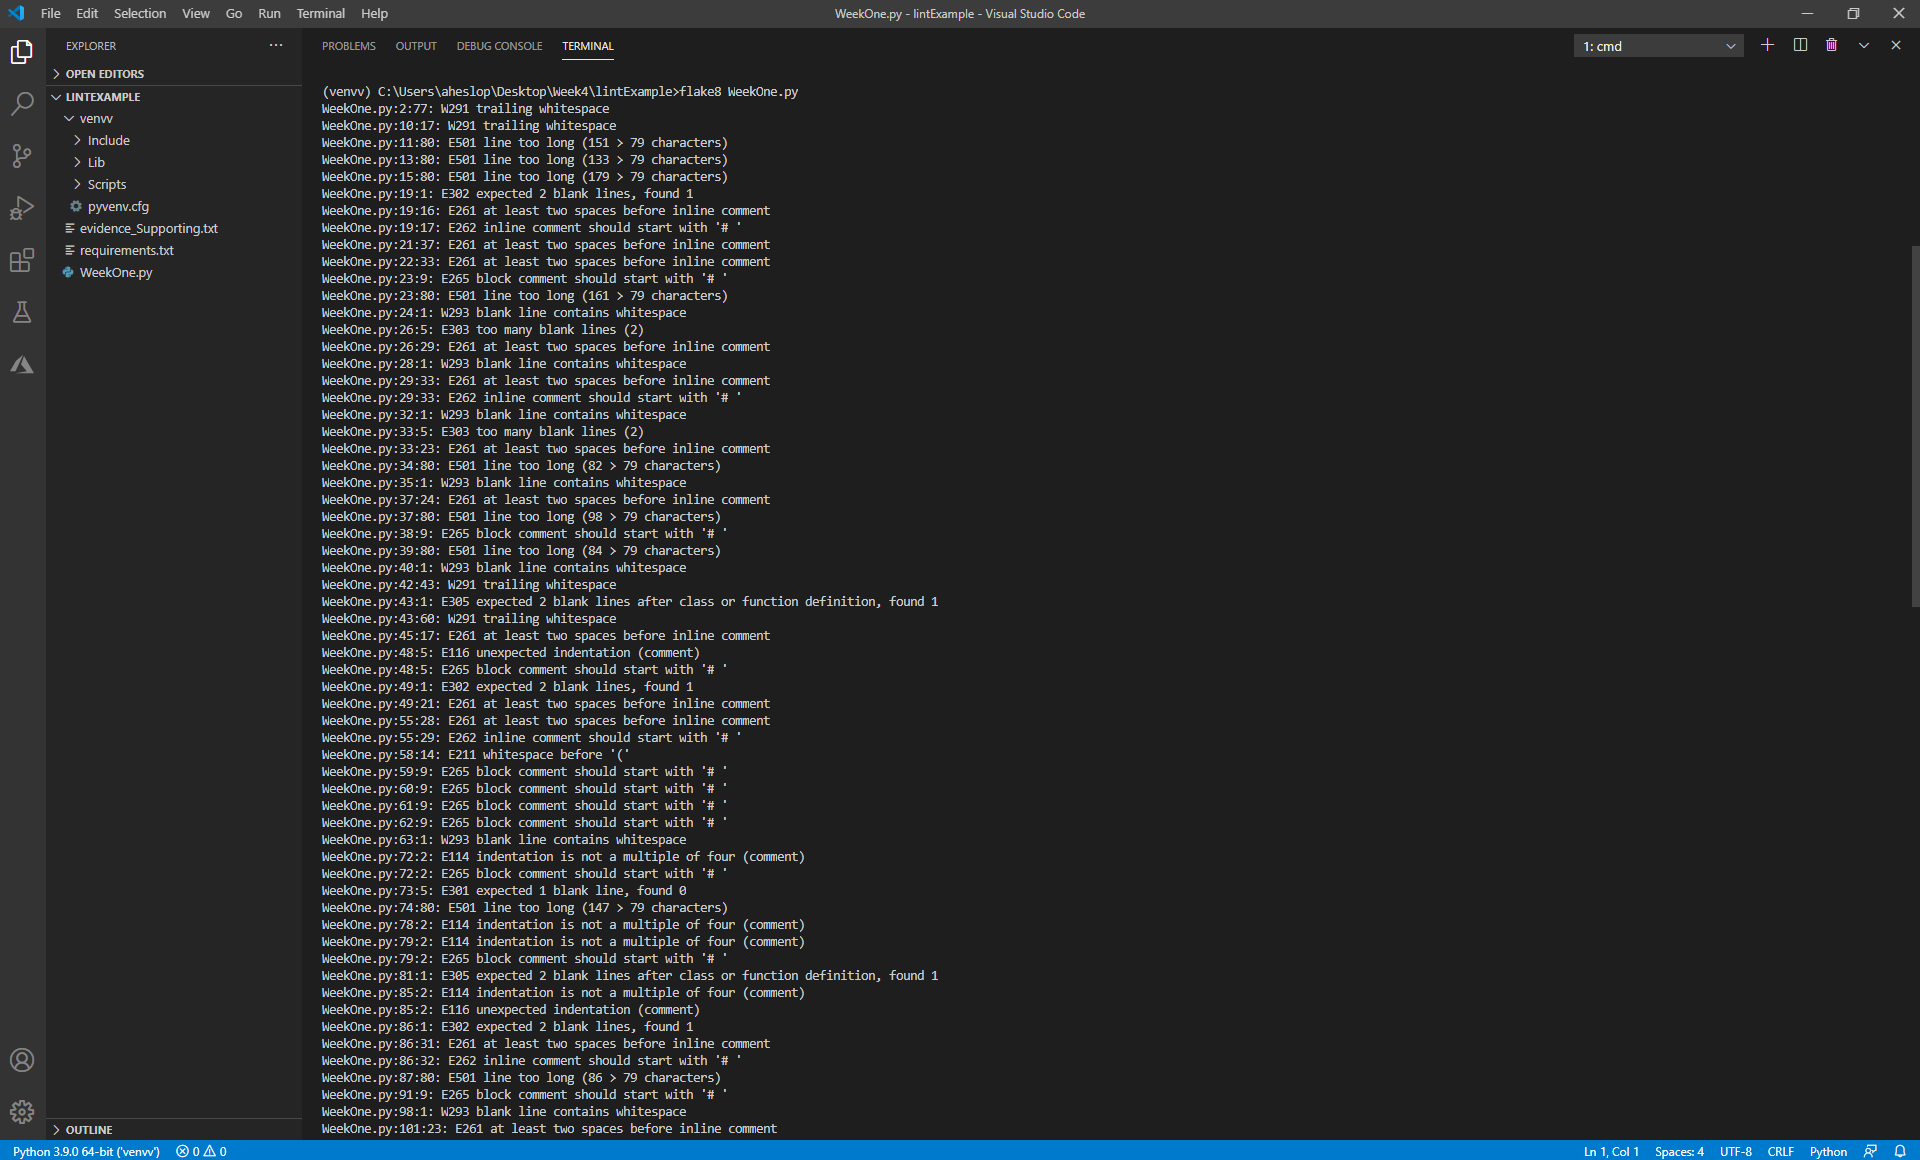 File Edit Selection View Go Run Terminal Help
WeekOne.py - lintExample - Visual Studio Code
EXPLORER
OPEN EDITORS
LINTEXAMPLE
venvv
Include
Lib
Scripts
pyvenv.cfg
evidence_Supporting.txt
requirements.txt
WeekOne.py
OUTLINE
PROBLEMS OUTPUT DEBUG CONSOLE TERMINAL
1: cmd
(venvv) C:\Users\aheslop\Desktop\Week4\lintExample>flake8 WeekOne.py
WeekOne.py:2:77: W291 trailing whitespace
WeekOne.py:10:17: W291 trailing whitespace
WeekOne.py:11:80: E501 line too long (151 > 79 characters)
WeekOne.py:13:80: E501 line too long (133 > 79 characters)
WeekOne.py:15:80: E501 line too long (179 > 79 characters)
WeekOne.py:19:1: E302 expected 2 blank lines, found 1
WeekOne.py:19:16: E261 at least two spaces before inline comment
WeekOne.py:19:17: E262 inline comment should start with '# '
WeekOne.py:21:37: E261 at least two spaces before inline comment
WeekOne.py:22:33: E261 at least two spaces before inline comment
WeekOne.py:23:9: E265 block comment should start with '# '
WeekOne.py:23:80: E501 line too long (161 > 79 characters)
WeekOne.py:24:1: W293 blank line contains whitespace
WeekOne.py:26:5: E303 too many blank lines (2)
WeekOne.py:26:29: E261 at least two spaces before inline comment
WeekOne.py:28:1: W293 blank line contains whitespace
WeekOne.py:29:33: E261 at least two spaces before inline comment
WeekOne.py:29:33: E262 inline comment should start with '# '
WeekOne.py:32:1: W293 blank line contains whitespace
WeekOne.py:33:5: E303 too many blank lines (2)
WeekOne.py:33:23: E261 at least two spaces before inline comment
WeekOne.py:34:80: E501 line too long (82 > 79 characters)
WeekOne.py:35:1: W293 blank line contains whitespace
WeekOne.py:37:24: E261 at least two spaces before inline comment
WeekOne.py:37:80: E501 line too long (98 > 79 characters)
WeekOne.py:38:9: E265 block comment should start with '# '
WeekOne.py:39:80: E501 line too long (84 > 79 characters)
WeekOne.py:40:1: W293 blank line contains whitespace
WeekOne.py:42:43: W291 trailing whitespace
WeekOne.py:43:1: E305 expected 2 blank lines after class or function definition, found 1
WeekOne.py:43:60: W291 trailing whitespace
WeekOne.py:45:17: E261 at least two spaces before inline comment
WeekOne.py:48:5: E116 unexpected indentation (comment)
WeekOne.py:48:5: E265 block comment should start with '# '
WeekOne.py:49:1: E302 expected 2 blank lines, found 1
WeekOne.py:49:21: E261 at least two spaces before inline comment
WeekOne.py:55:28: E261 at least two spaces before inline comment
WeekOne.py:55:29: E262 inline comment should start with '# '
WeekOne.py:58:14: E211 whitespace before '('
WeekOne.py:59:9: E265 block comment should start with '# '
WeekOne.py:60:9: E265 block comment should start with '# '
WeekOne.py:61:9: E265 block comment should start with '# '
WeekOne.py:62:9: E265 block comment should start with '# '
WeekOne.py:63:1: W293 blank line contains whitespace
WeekOne.py:72:2: E114 indentation is not a multiple of four (comment)
WeekOne.py:72:2: E265 block comment should start with '# '
WeekOne.py:73:5: E301 expected 1 blank line, found 0
WeekOne.py:74:80: E501 line too long (147 > 79 characters)
WeekOne.py:78:2: E114 indentation is not a multiple of four (comment)
WeekOne.py:79:2: E114 indentation is not a multiple of four (comment)
WeekOne.py:79:2: E265 block comment should start with '# '
WeekOne.py:81:1: E305 expected 2 blank lines after class or function definition, found 1
WeekOne.py:85:2: E114 indentation is not a multiple of four (comment)
WeekOne.py:85:2: E116 unexpected indentation (comment)
WeekOne.py:86:1: E302 expected 2 blank lines, found 1
WeekOne.py:86:31: E261 at least two spaces before inline comment
WeekOne.py:86:32: E262 inline comment should start with '# '
WeekOne.py:87:80: E501 line too long (86 > 79 characters)
WeekOne.py:91:9: E265 block comment should start with '# '
WeekOne.py:98:1: W293 blank line contains whitespace
WeekOne.py:101:23: E261 at least two spaces before inline comment
Python 3.9.0 64-bit ('venvv') 0 0 Ln 1, Col 1 Spaces: 4 UTF-8 CRLF Python